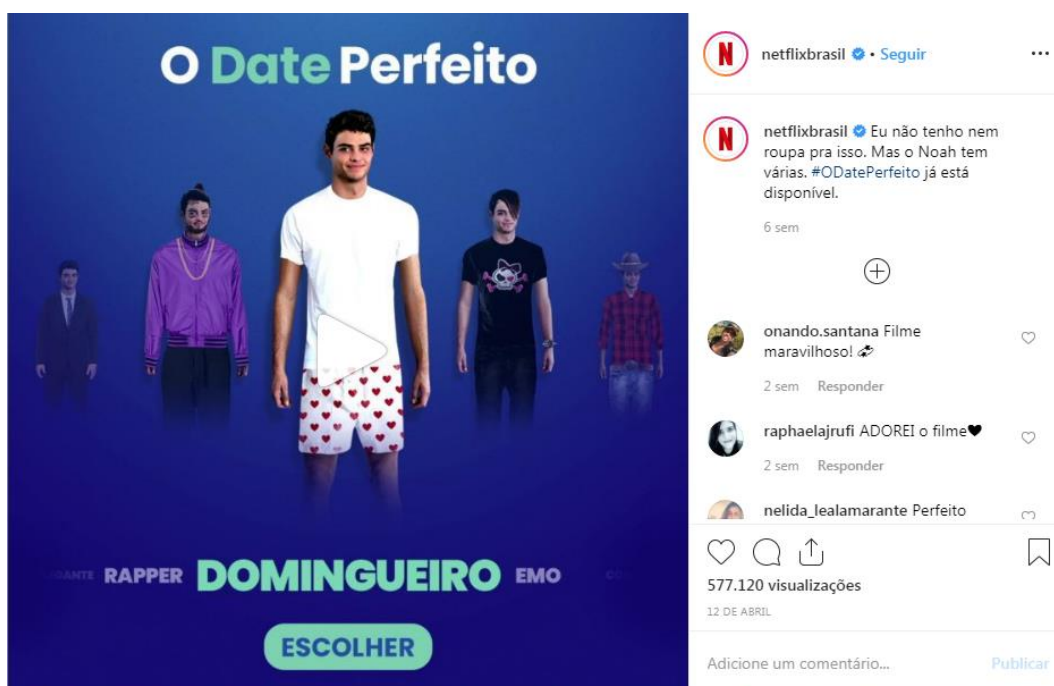 O Date Perfeito
RAPPER DOMINGUEIRO EMO
ESCOLHER
N
netflixbrasil • Seguir
N
netflixbrasil Eu não tenho nem
roupa pra isso. Mas o Noah tem
várias. #ODatePerfeito já está
disponível.
6 sem
onando.santana Filme
maravilhoso!
2 sem Responder
raphaelajrufi ADOREI o filme🖤
2 sem Responder
nelida_lealamarante Perfeito
577.120 visualizações
12 DE ABRIL
Adicione um comentário... Publicar